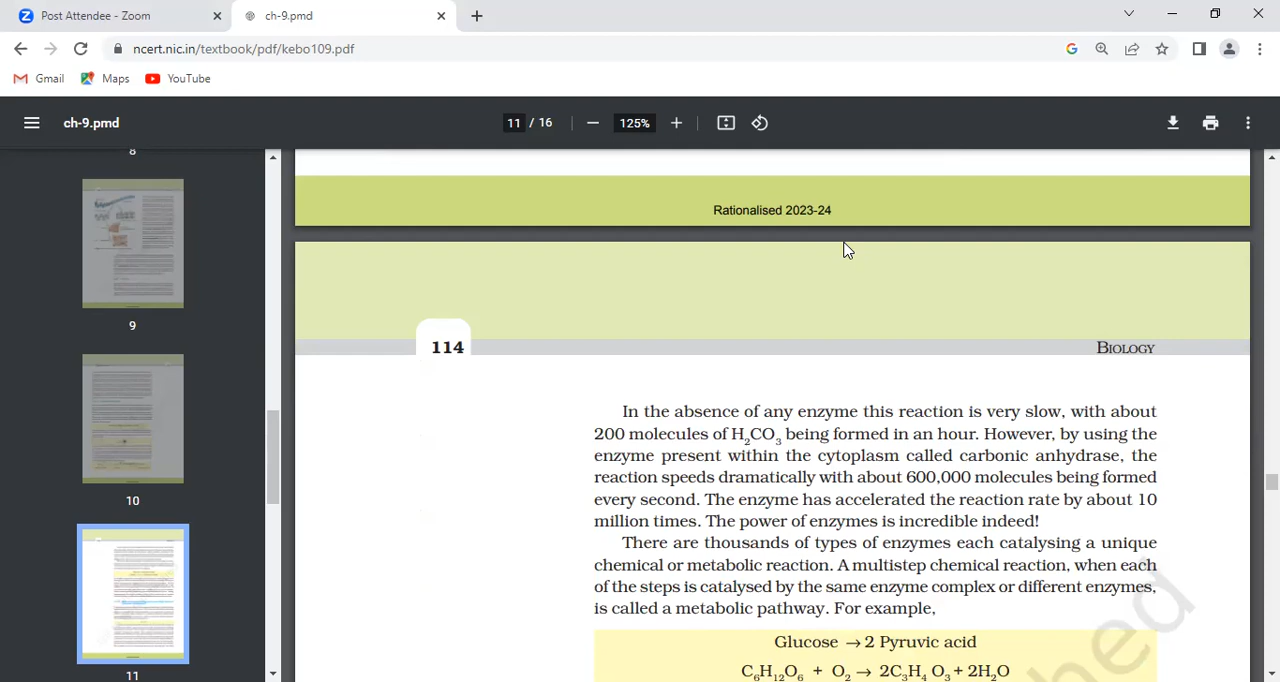 Post Attendee - Zoom
ch-9.pmd
ncert.nic.in/textbook/pdf/kebo109.pdf
Gmail
Maps
YouTube
ch-9.pmd
11 / 16
125%
8
9
10
11
Rationalised 2023-24
114
BIOLOGY
In the absence of any enzyme this reaction is very slow, with about
200 molecules of H2CO3 being formed in an hour. However, by using the
enzyme present within the cytoplasm called carbonic anhydrase, the
reaction speeds dramatically with about 600,000 molecules being formed
every second. The enzyme has accelerated the reaction rate by about 10
million times. The power of enzymes is incredible indeed!
There are thousands of types of enzymes each catalysing a unique
chemical or metabolic reaction. A multistep chemical reaction, when each
of the steps is catalysed by the same enzyme complex or different enzymes,
is called a metabolic pathway. For example,
Glucose → 2 Pyruvic acid
C6H12O6 + O2 → 2C3H4 O3 + 2H2O